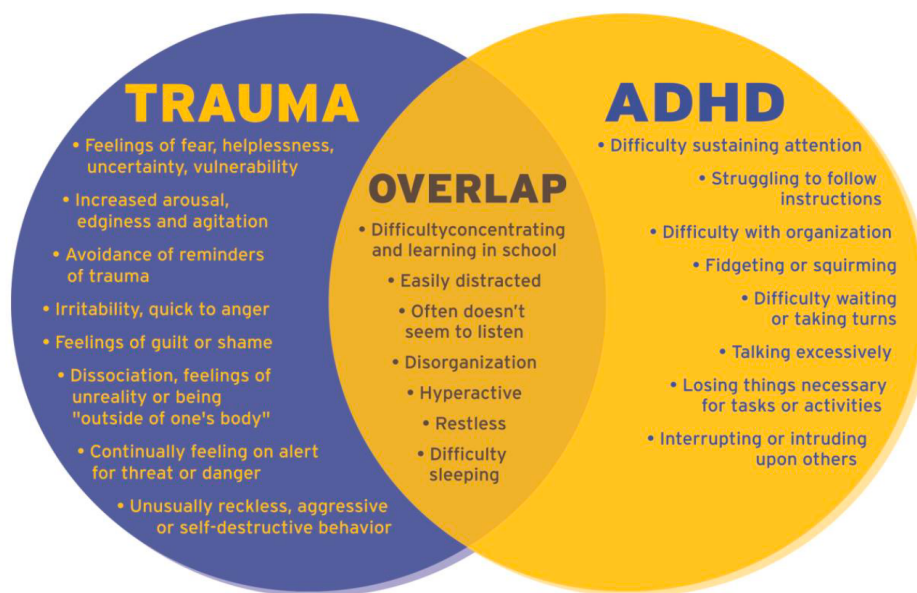 TRAUMA
• Feelings of fear, helplessness,
uncertainty, vulnerability
• Increased arousal,
edginess and agitation
• Avoidance of reminders
of trauma
• Irritability, quick to anger
• Feelings of guilt or shame
• Dissociation, feelings of
unreality or being
"outside of one's body"
• Continually feeling on alert
for threat or danger
• Unusually reckless, aggressive
or self-destructive behavior
OVERLAP
• Difficultyconcentrating
and learning in school
• Easily distracted
• Often doesn't
seem to listen
• Disorganization
• Hyperactive
• Restless
• Difficulty
sleeping
ADHD
• Difficulty sustaining attention
• Struggling to follow
instructions
• Difficulty with organization
• Fidgeting or squirming
• Difficulty waiting
or taking turns
• Talking excessively
• Losing things necessary
for tasks or activities
• Interrupting or intruding
upon others